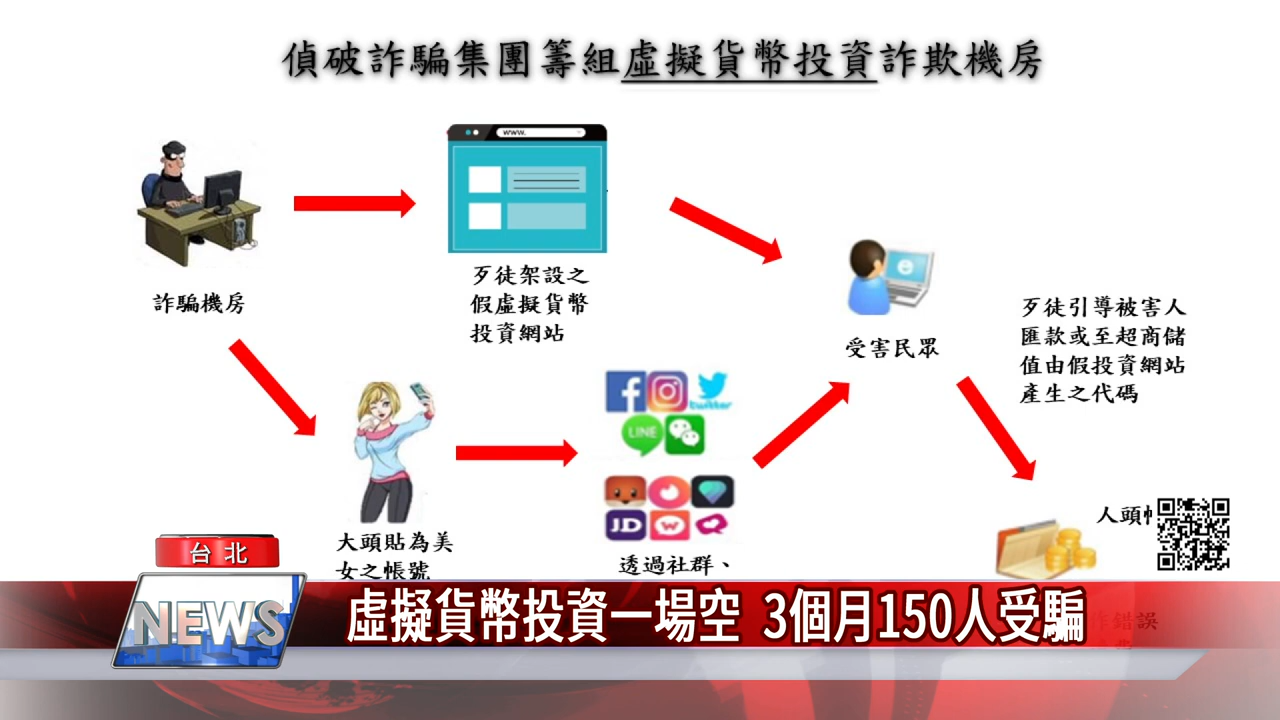 偵破詐騙集團籌組虛擬貨幣投資詐欺機房
www.
詐騙機房
歹徒架設之
假虛擬貨幣
投資網站
受害民眾
歹徒引導被害人
匯款或至超商儲
值由假投資網站
產生之代碼
twitter
LINE
JD
大頭貼為美
女之帳號
透過社群、
人頭
台北
NEWS
虛擬貨幣投資一場空 3個月150人受騙
錯誤